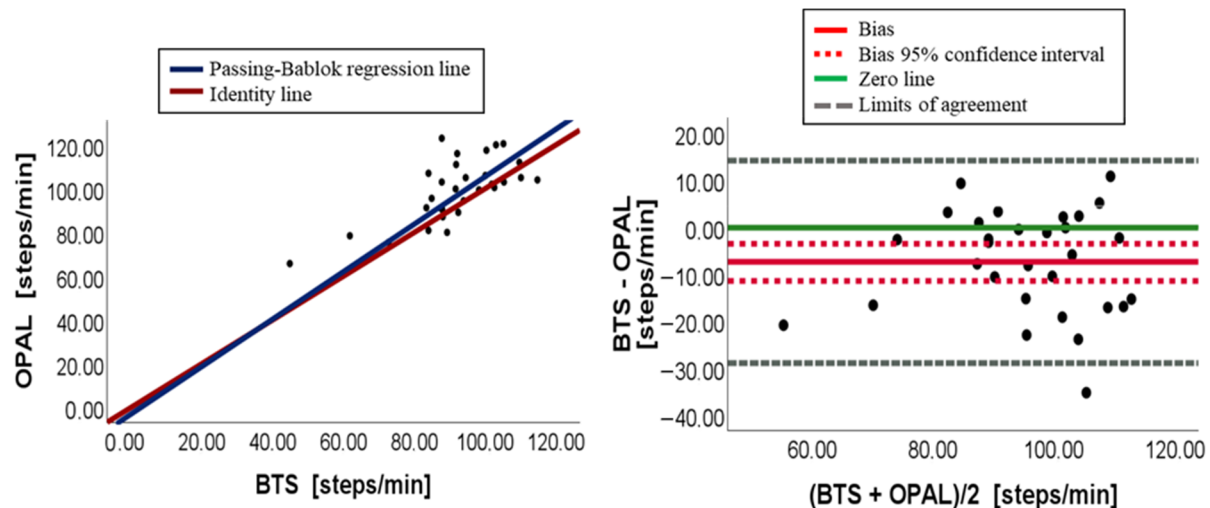 Passing-Bablok regression line
Identity line
OPAL [steps/min]
120.00
100.00
80.00
60.00
40.00
20.00
0.00
0.00 20.00 40.00 60.00 80.00 100.00 120.00
BTS [steps/min]
Bias
Bias 95% confidence interval
Zero line
Limits of agreement
BTS - OPAL
[steps/min]
20.00
10.00
0.00
−10.00
−20.00
−30.00
−40.00
60.00 80.00 100.00 120.00
(BTS + OPAL)/2 [steps/min]